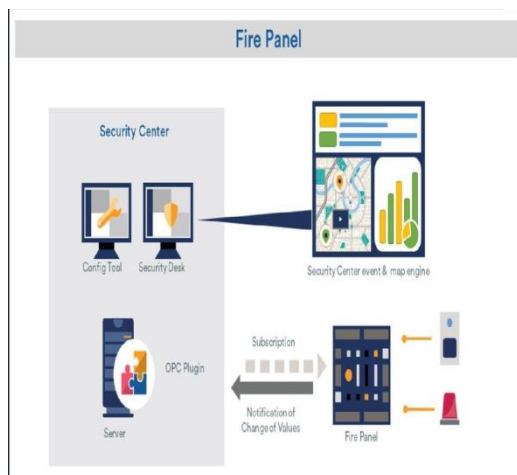 Fire Panel
Security Center
Config Tool
Security Desk
Security Center event & map engine
OPC Plugin
Server
Subscription
Notification of
Change of Values
Fire Panel